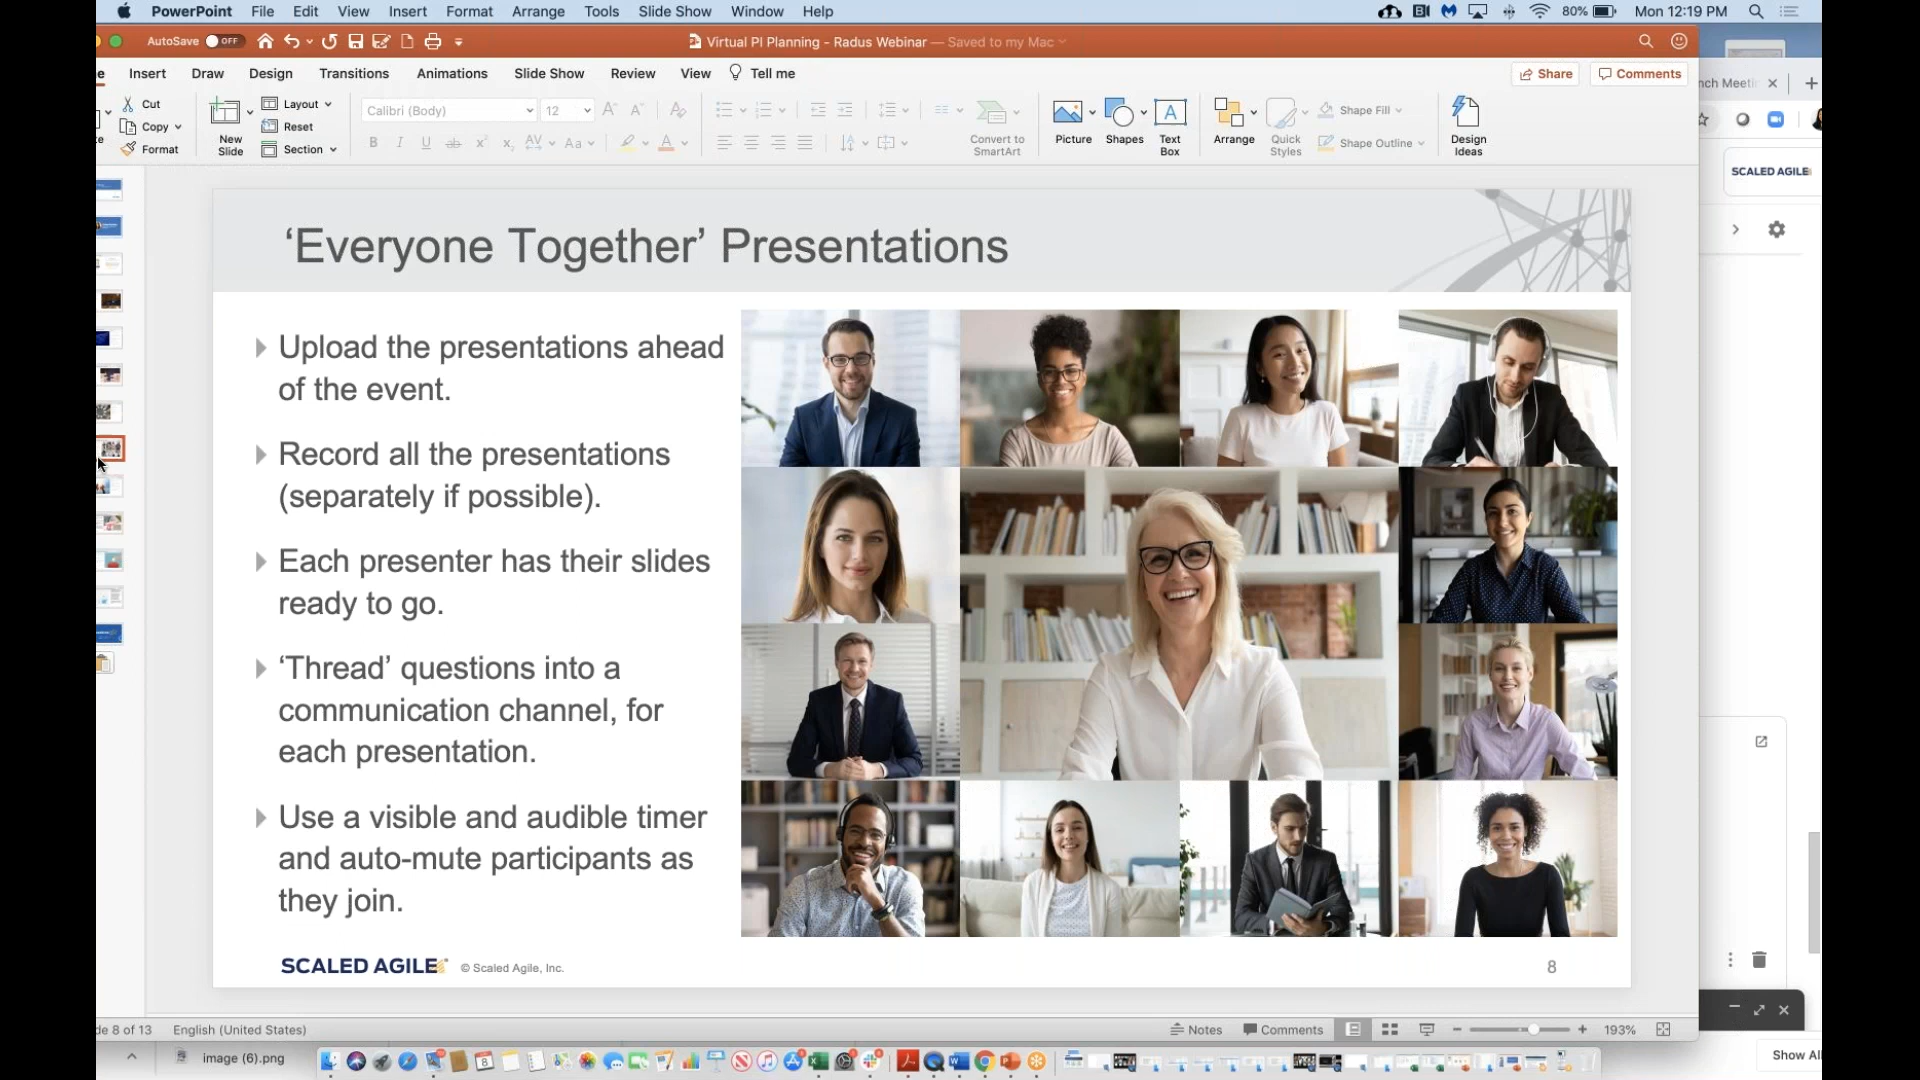 PowerPoint File Edit View Insert Format Arrange Tools Slide Show Window Help
80% Mon 12:19 PM
AutoSave OFF
Virtual PI Planning - Radus Webinar — Saved to my Mac
Insert Draw Design Transitions Animations Slide Show Review View Tell me
Share Comments
Cut
Copy
Format
New
Slide
Layout
Reset
Section
Calibri (Body) 12
Convert to
SmartArt
Picture
Shapes
Text
Box
Arrange
Quick
Styles
Shape Fill
Shape Outline
Design
Ideas
SCALED AGILE
‘Everyone Together’ Presentations
Upload the presentations ahead
of the event.
Record all the presentations
(separately if possible).
Each presenter has their slides
ready to go.
‘Thread’ questions into a
communication channel, for
each presentation.
Use a visible and audible timer
and auto-mute participants as
they join.
SCALED AGILE © Scaled Agile, Inc.
8
de 8 of 13 English (United States)
Notes Comments 193%
image (6).png
Show All